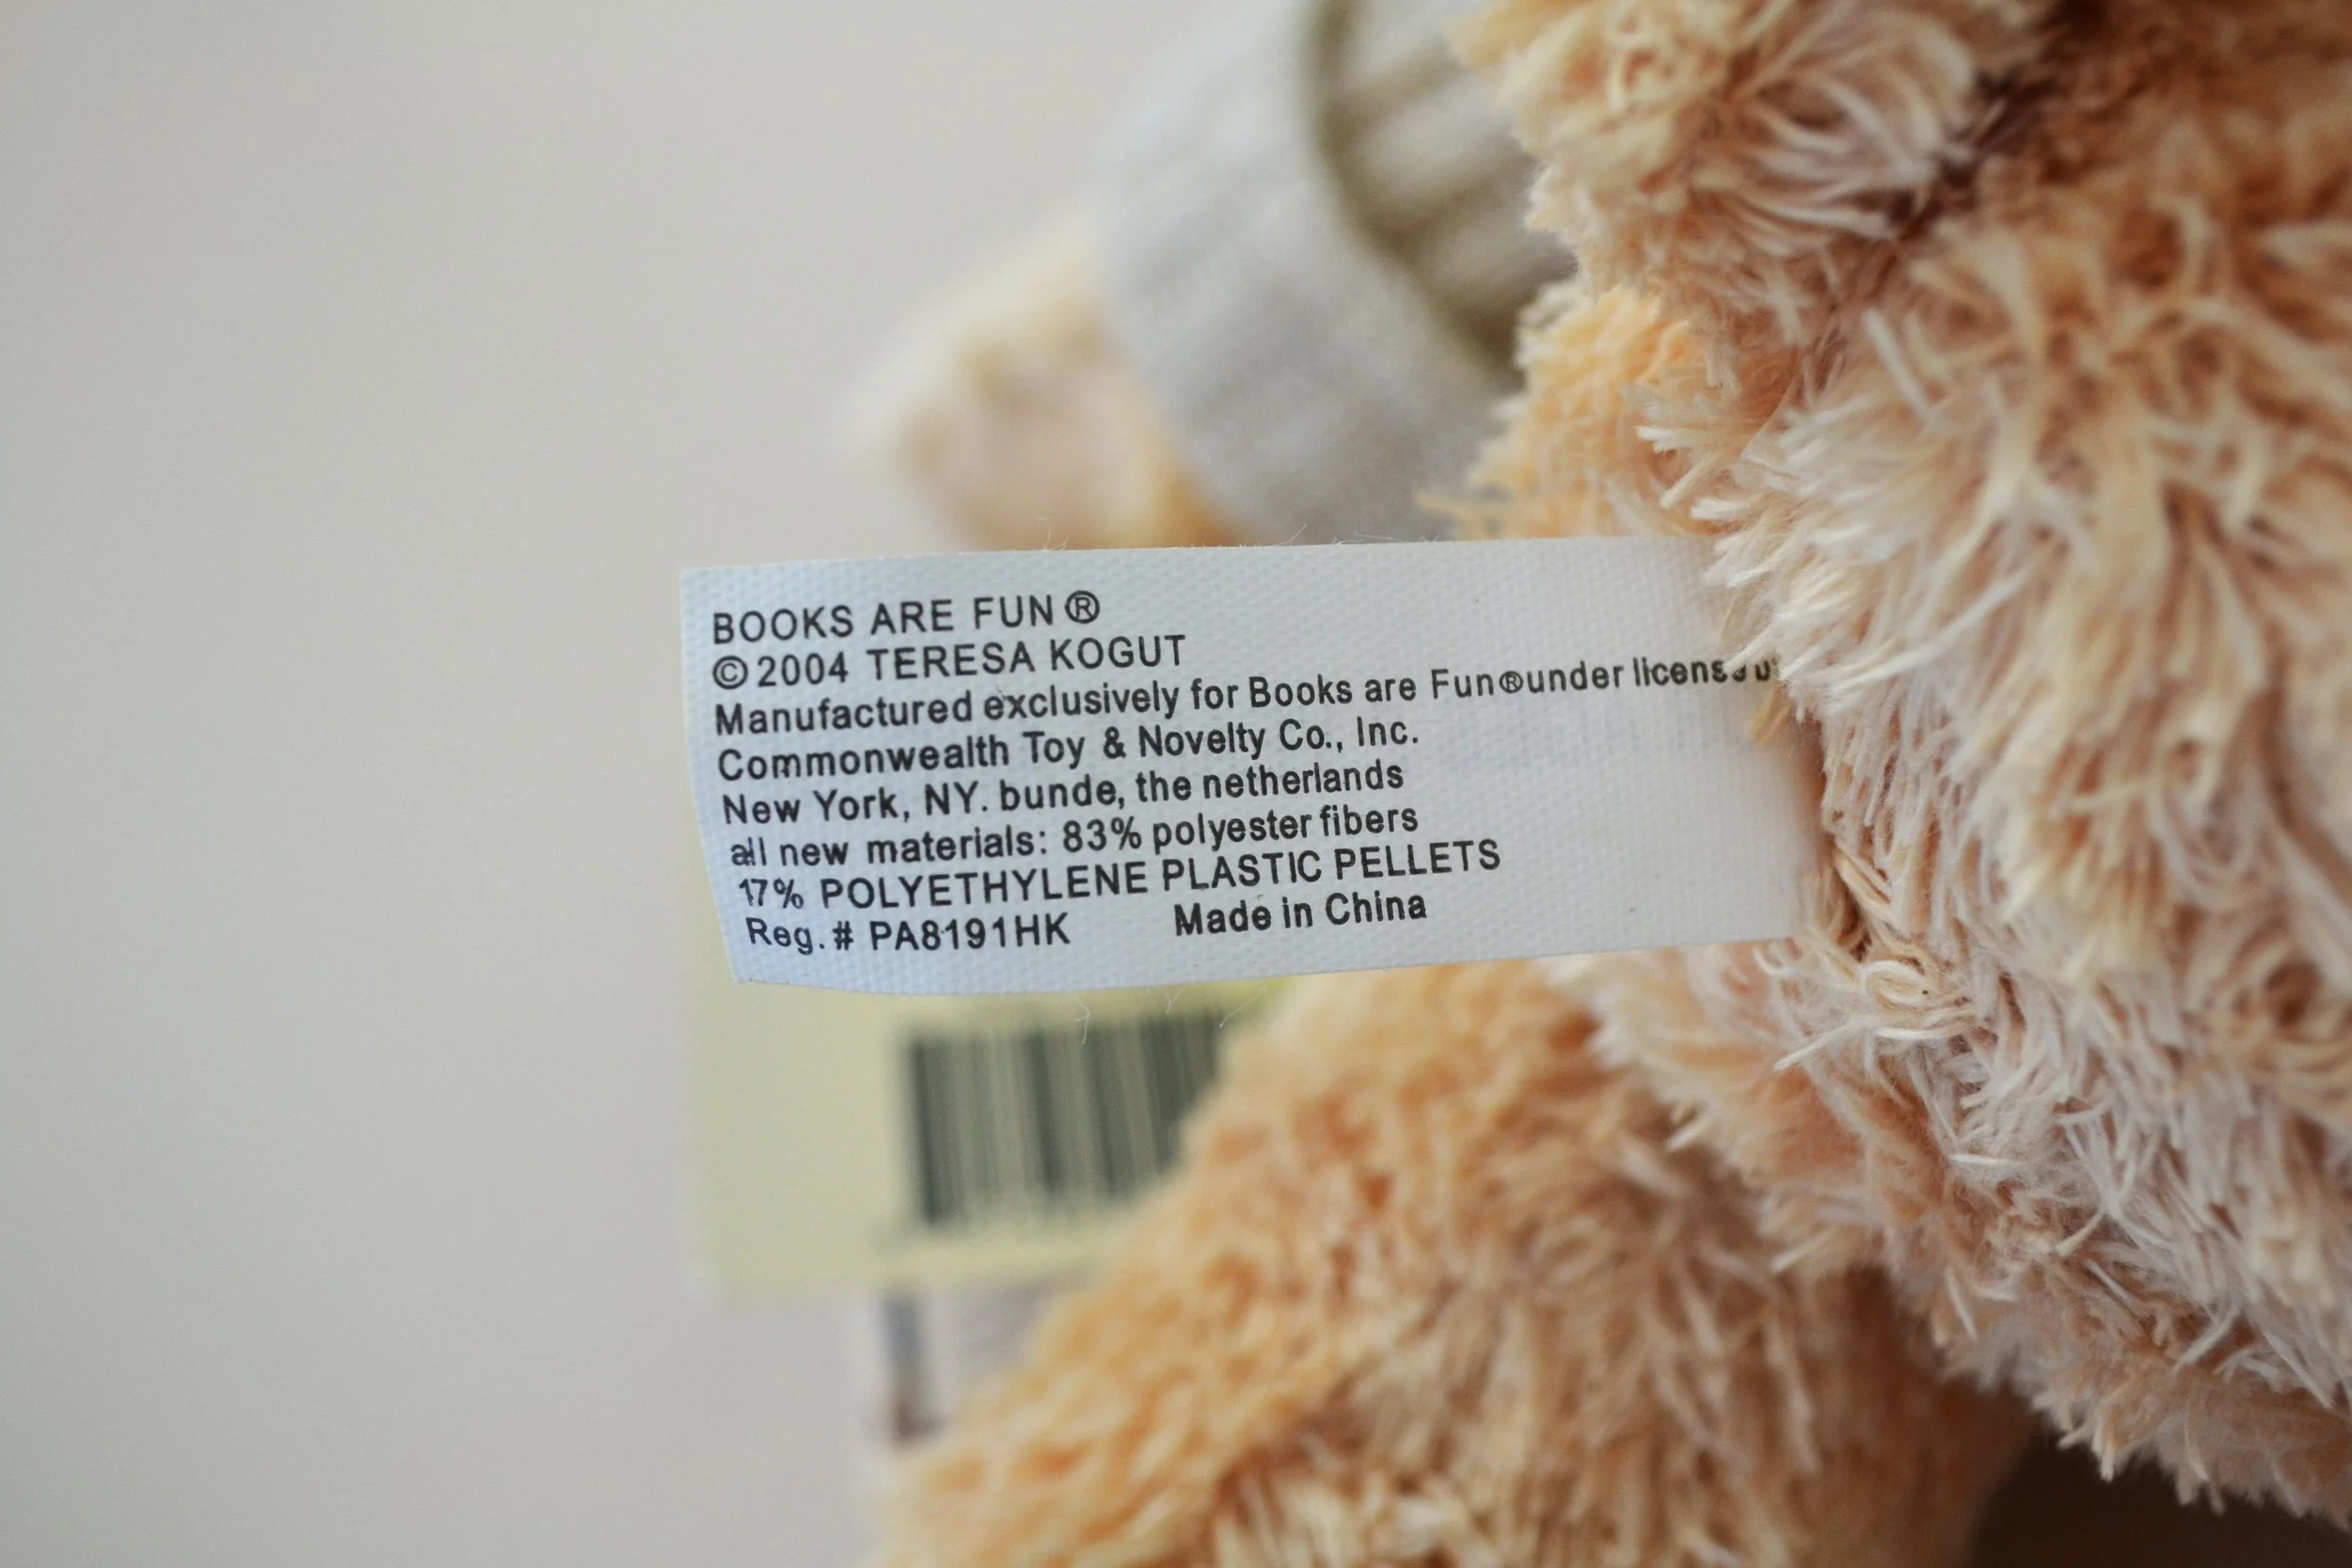 BOOKS ARE FUN ®
© 2004 TERESA KOGUT
Manufactured exclusively for Books are Fun®under license
Commonwealth Toy & Novelty Co., Inc.
New York, NY. bunde, the netherlands
all new materials: 83% polyester fibers
17% POLYETHYLENE PLASTIC PELLETS
Reg.# PA8191HK Made in China